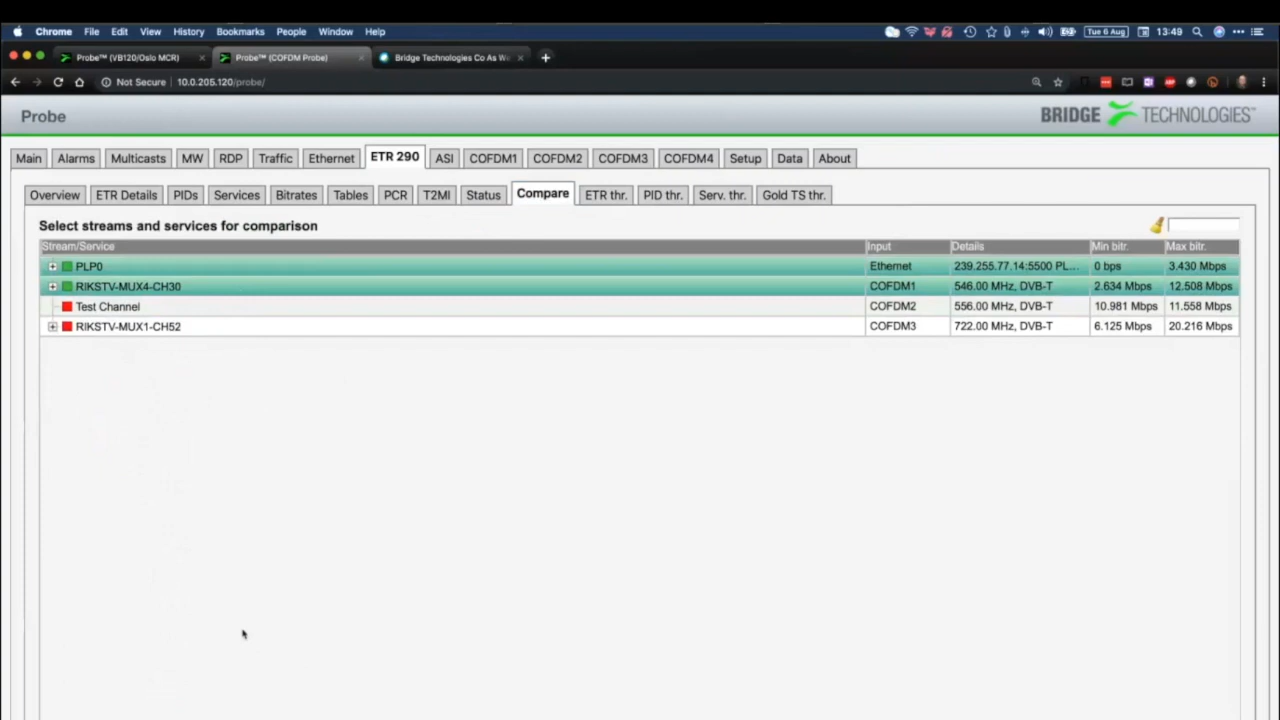 Chrome File Edit View History Bookmarks People Window Help Tue 6 Aug 13:49
Probe™ (VB120/Oslo MCR) Probe™ (COFDM Probe) Bridge Technologies Co As We
Not Secure 10.0.205.120/probe/
Probe BRIDGE TECHNOLOGIES™
Main Alarms Multicasts MW RDP Traffic Ethernet ETR 290 ASI COFDM1 COFDM2 COFDM3 COFDM4 Setup Data About
Overview ETR Details PIDs Services Bitrates Tables PCR T2MI Status Compare ETR thr. PID thr. Serv. thr. Gold TS thr.
Select streams and services for comparison
Stream/Service Input Details Min bitr. Max bitr.
PLP0 Ethernet 239.255.77.14:5500 PL... 0 bps 3.430 Mbps
RIKSTV-MUX4-CH30 COFDM1 546.00 MHz, DVB-T 2.634 Mbps 12.508 Mbps
Test Channel COFDM2 556.00 MHz, DVB-T 10.981 Mbps 11.558 Mbps
RIKSTV-MUX1-CH52 COFDM3 722.00 MHz, DVB-T 6.125 Mbps 20.216 Mbps